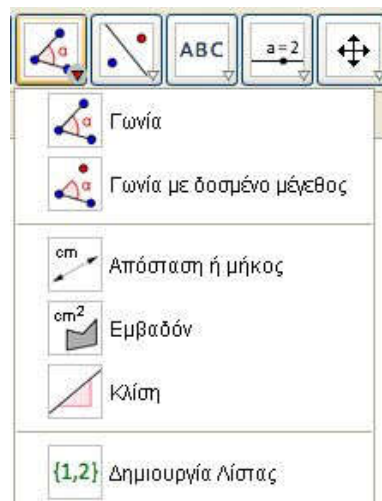 α
ABC
a = 2
α Γωνία
α Γωνία με δοσμένο μέγεθος
cm Απόσταση ή μήκος
cm² Εμβαδόν
Κλίση
{1,2} Δημιουργία Λίστας